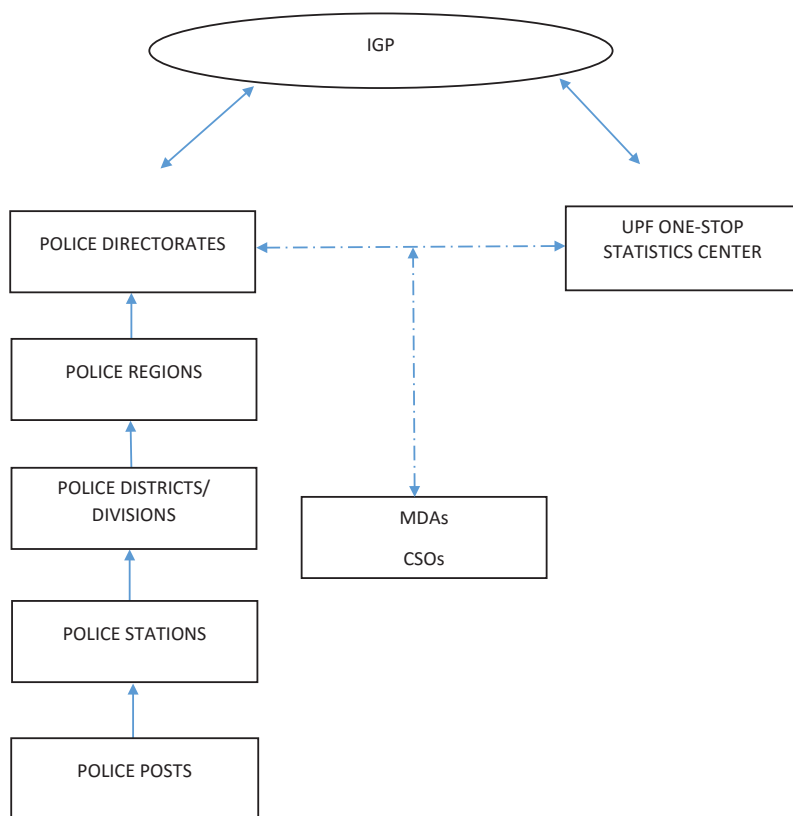 IGP
POLICE DIRECTORATES
UPF ONE-STOP
STATISTICS CENTER
POLICE REGIONS
POLICE DISTRICTS/
DIVISIONS
MDAs
CSOs
POLICE STATIONS
POLICE POSTS